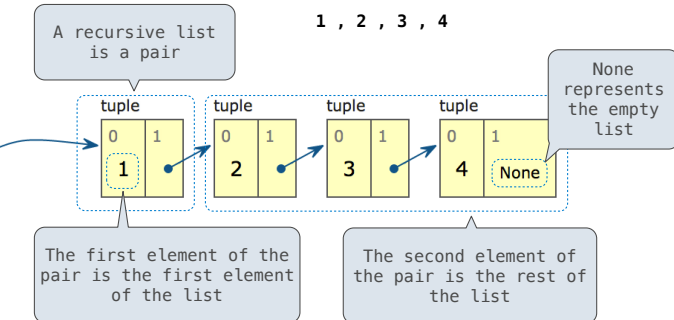 A recursive list
is a pair
1 , 2 , 3 , 4
None
represents
the empty
list
tuple
tuple
tuple
tuple
0 1
0 1
0 1
0 1
1
2
3
4 None
The first element of the
pair is the first element
of the list
The second element of
the pair is the rest of
the list